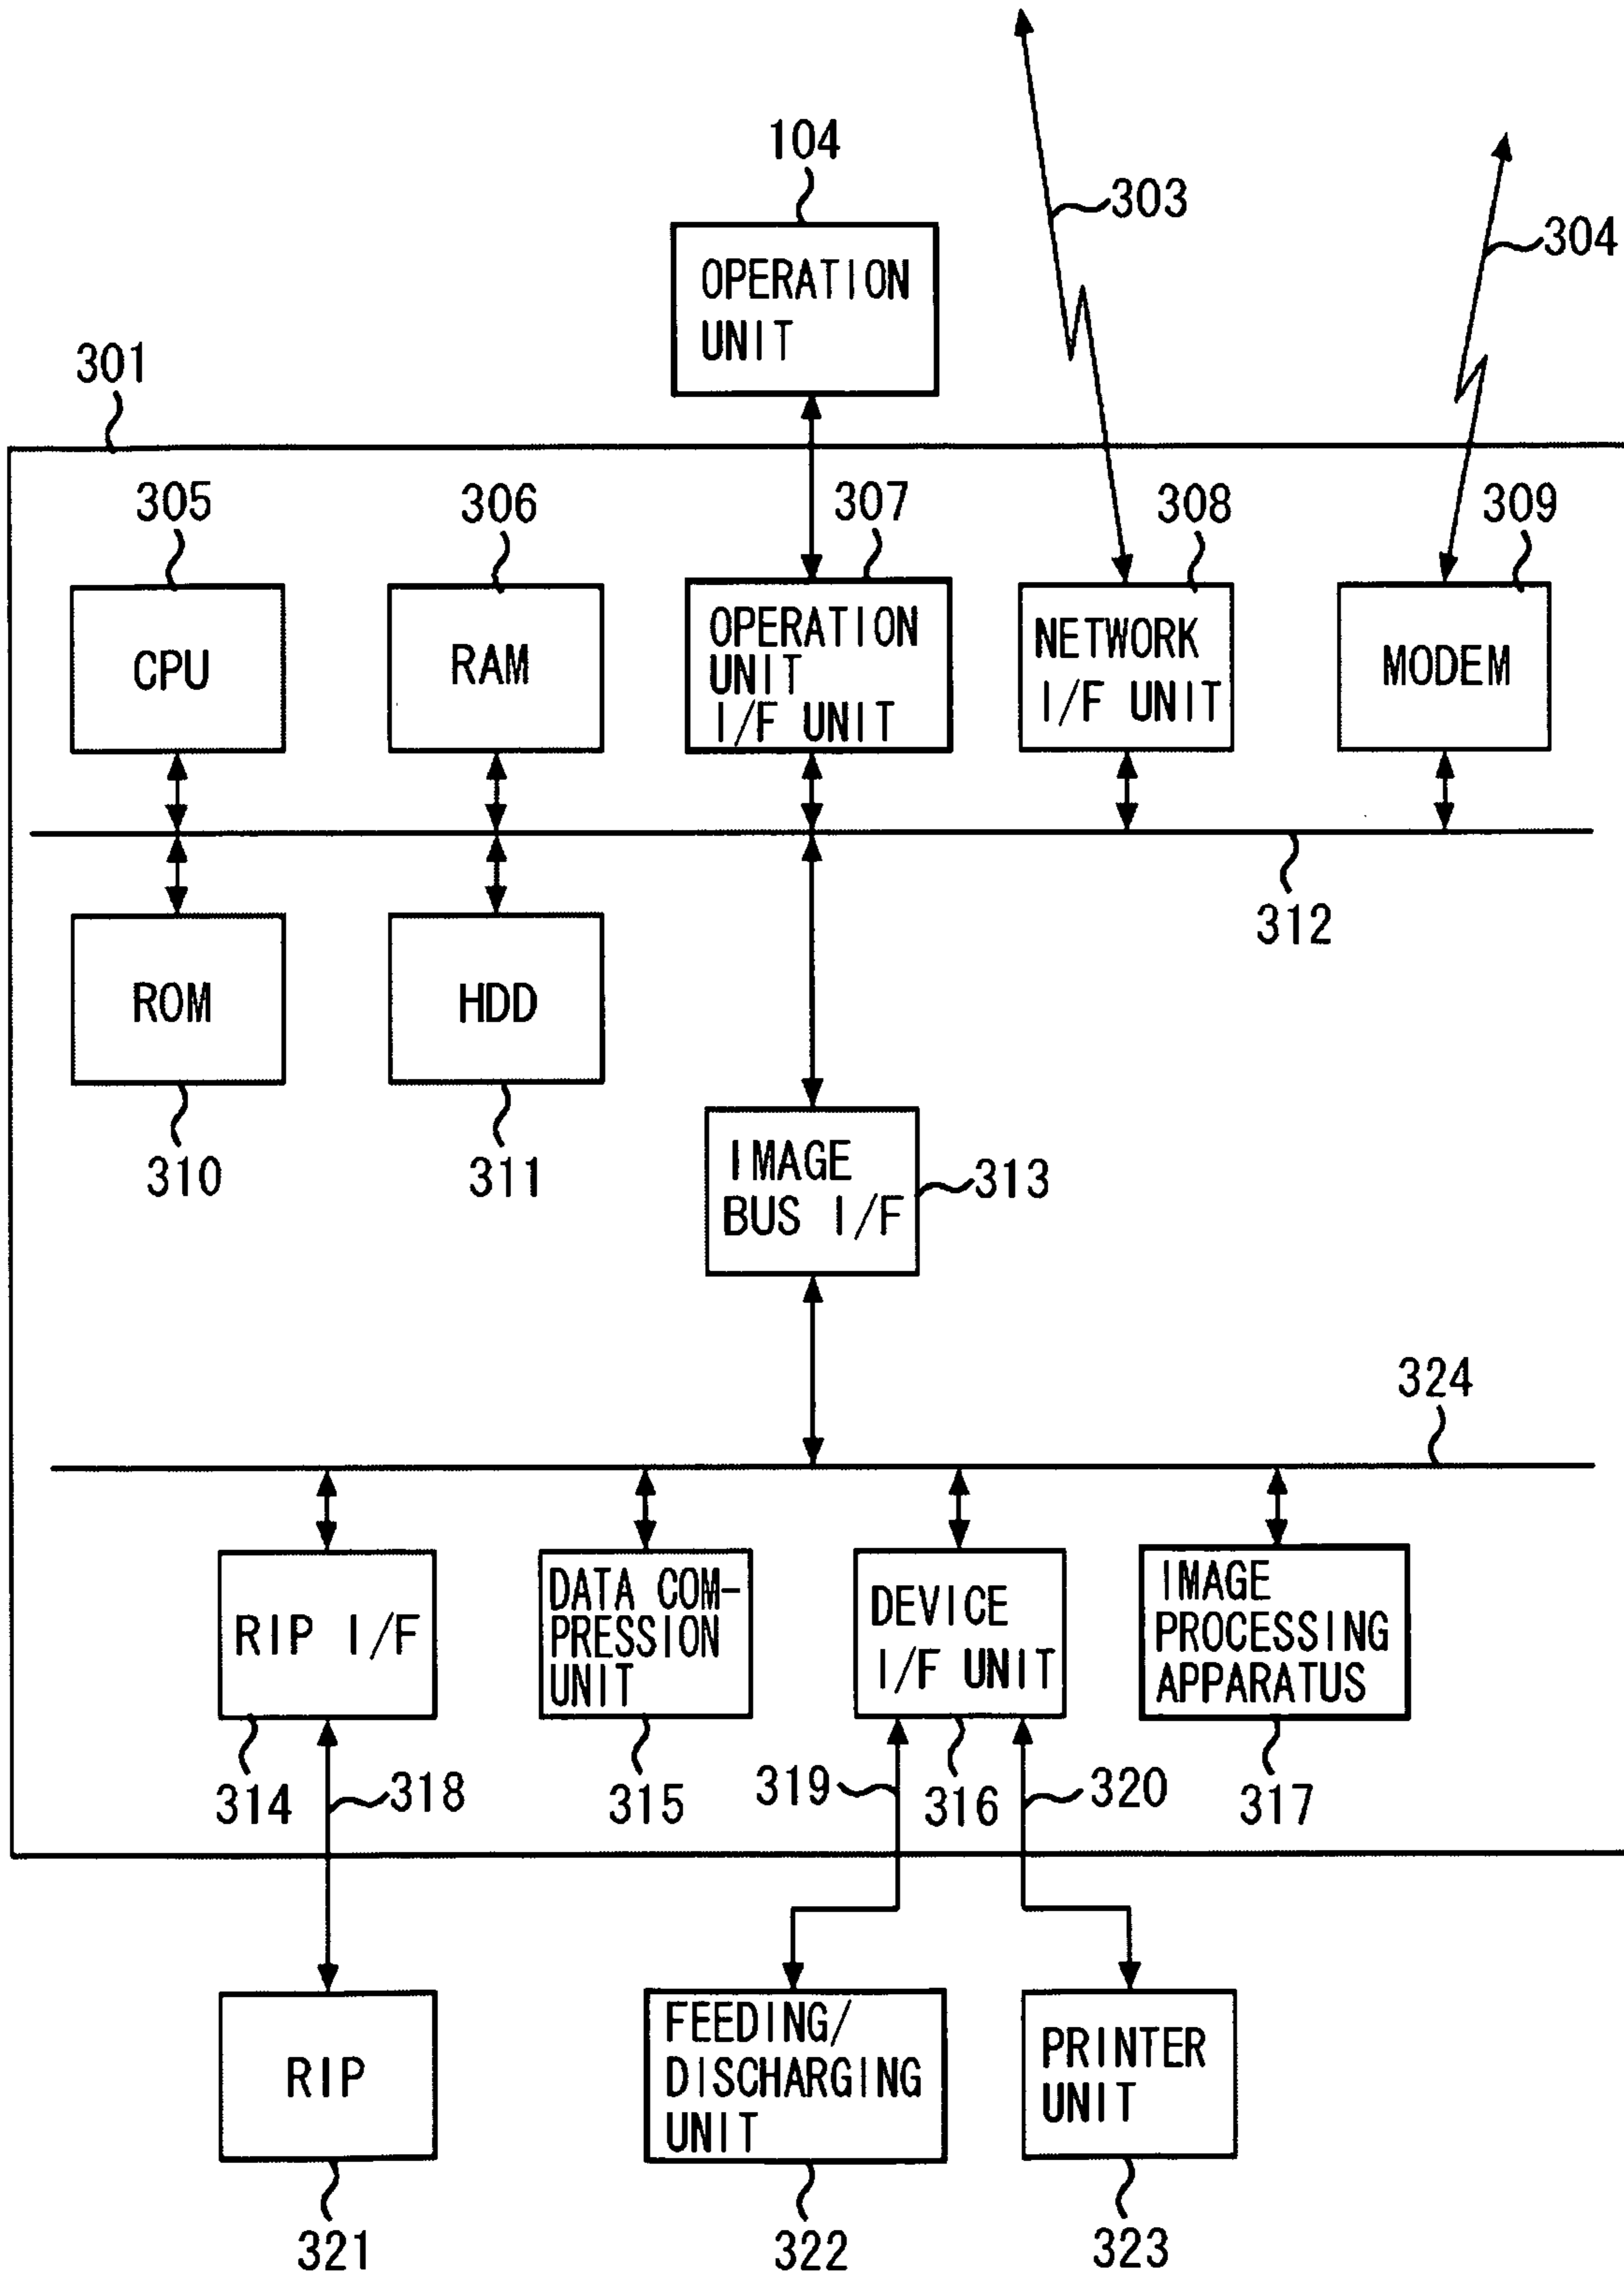 104
303
304
OPERATION
UNIT
301
305
306
307
308
309
CPU
RAM
OPERATION
UNIT
I/F UNIT
NETWORK
I/F UNIT
MODEM
312
ROM
HDD
310
311
IMAGE
BUS I/F
313
324
RIP I/F
DATA COM-
PRESSION
UNIT
DEVICE
I/F UNIT
IMAGE
PROCESSING
APPARATUS
314
318
315
319
316
320
317
RIP
FEEDING/
DISCHARGING
UNIT
PRINTER
UNIT
321
322
323